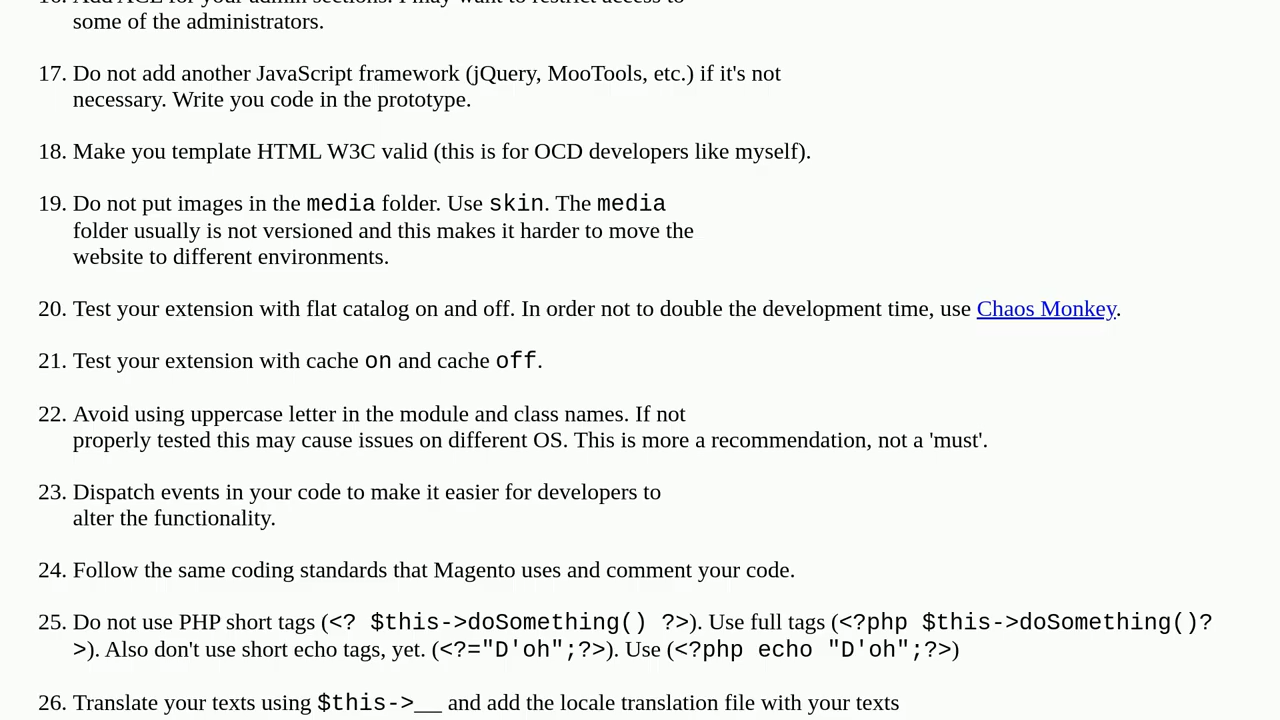 16. Add ACL for your admin sections. I may want to restrict access to
some of the administrators.
17. Do not add another JavaScript framework (jQuery, MooTools, etc.) if it's not
necessary. Write you code in the prototype.
18. Make you template HTML W3C valid (this is for OCD developers like myself).
19. Do not put images in the media folder. Use skin. The media
folder usually is not versioned and this makes it harder to move the
website to different environments.
20. Test your extension with flat catalog on and off. In order not to double the development time, use Chaos Monkey.
21. Test your extension with cache on and cache off.
22. Avoid using uppercase letter in the module and class names. If not
properly tested this may cause issues on different OS. This is more a recommendation, not a 'must'.
23. Dispatch events in your code to make it easier for developers to
alter the functionality.
24. Follow the same coding standards that Magento uses and comment your code.
25. Do not use PHP short tags (<? $this->doSomething() ?>). Use full tags (<?php $this->doSomething()?
>). Also don't use short echo tags, yet. (<?="D'oh";?>). Use (<?php echo "D'oh";?>)
26. Translate your texts using $this->__ and add the locale translation file with your texts